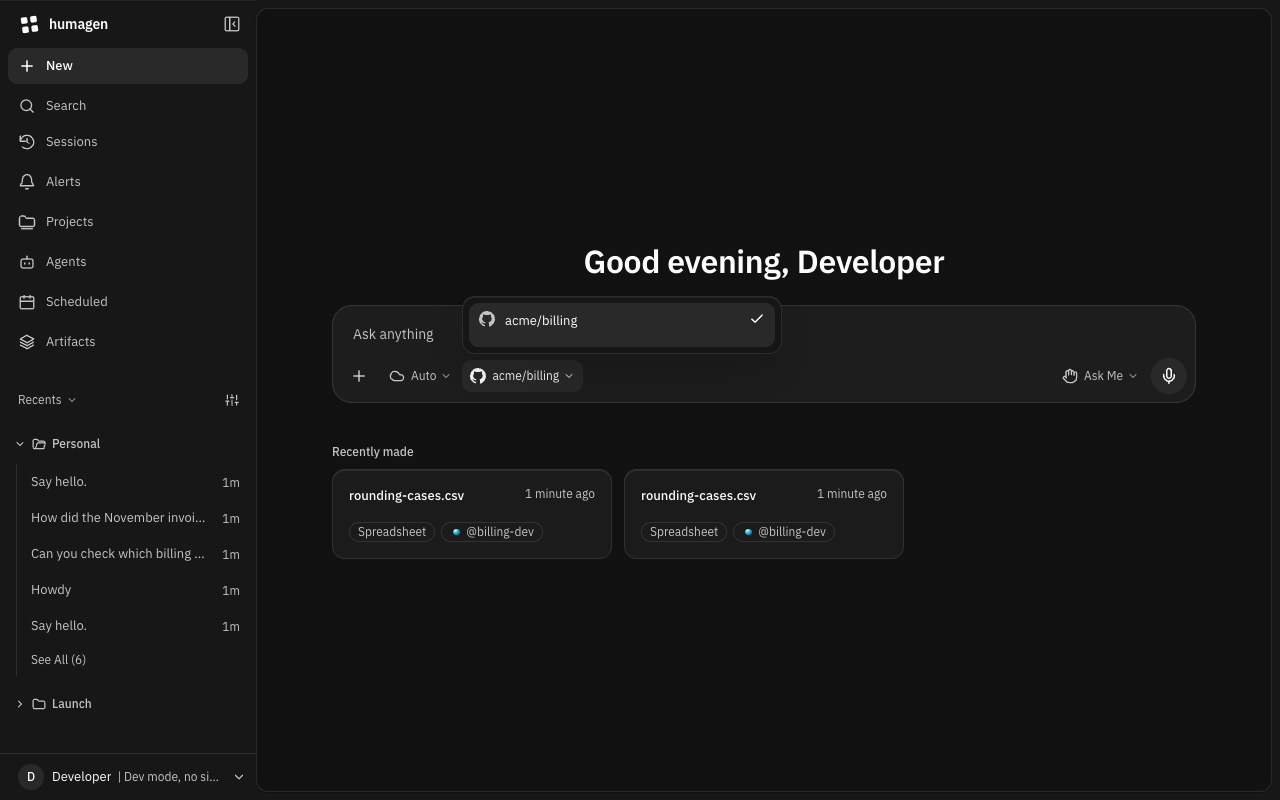 humagen
New
Search
Sessions
Alerts
Projects
Agents
Scheduled
Artifacts
Recents
Personal
Say hello. 1m
How did the November invoi... 1m
Can you check which billing ... 1m
Howdy 1m
Say hello. 1m
See All (6)
Launch
D Developer | Dev mode, no si...
Good evening, Developer
acme/billing
Ask anything
Auto acme/billing Ask Me
Recently made
rounding-cases.csv 1 minute ago
Spreadsheet @billing-dev
rounding-cases.csv 1 minute ago
Spreadsheet @billing-dev